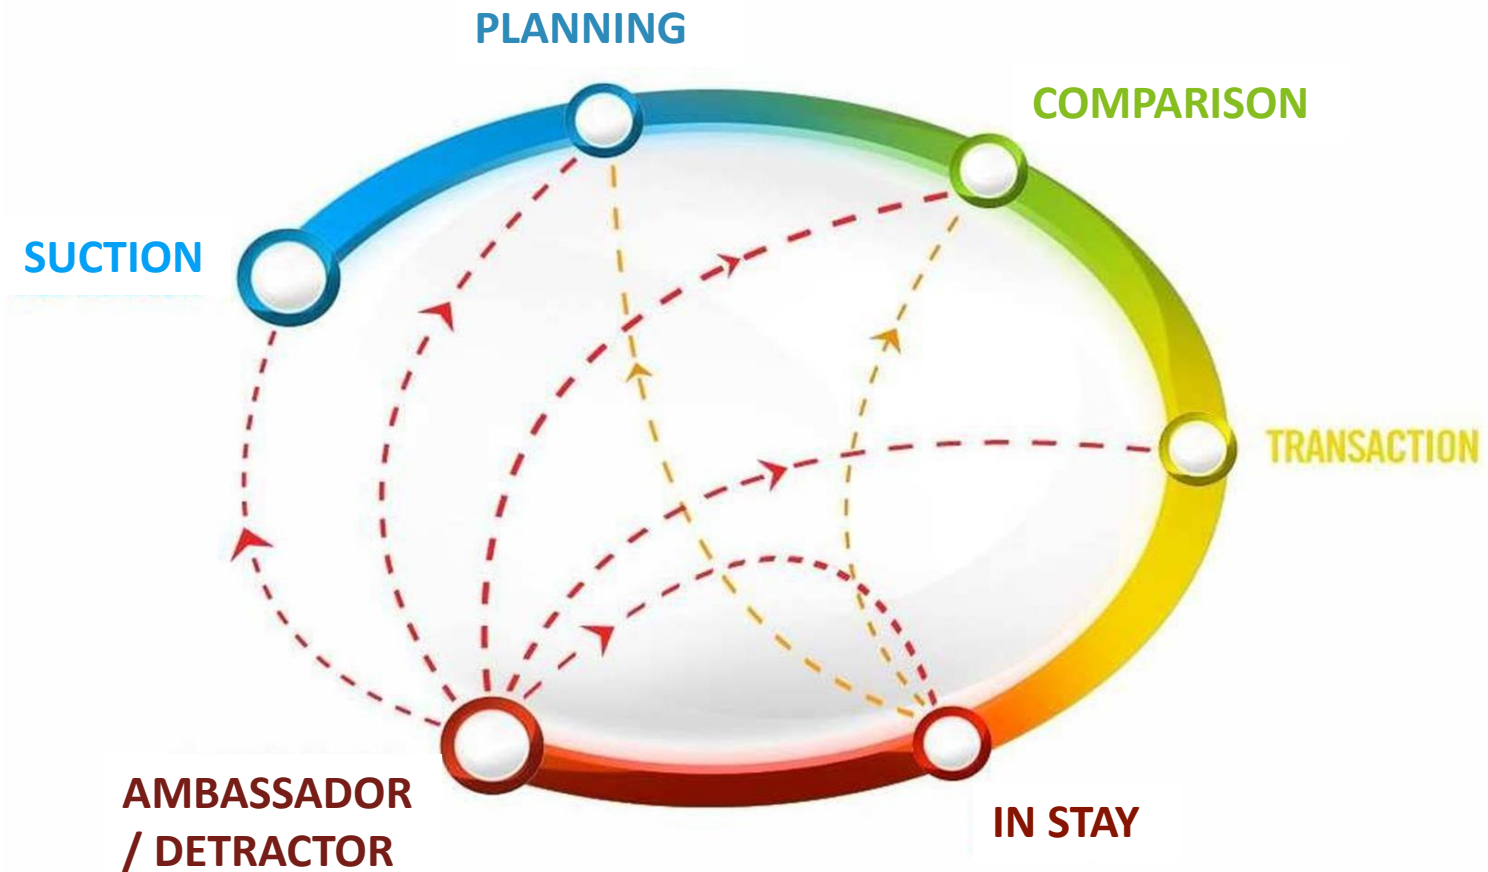 PLANNING
COMPARISON
SUCTION
TRANSACTION
AMBASSADOR
/ DETRACTOR
IN STAY